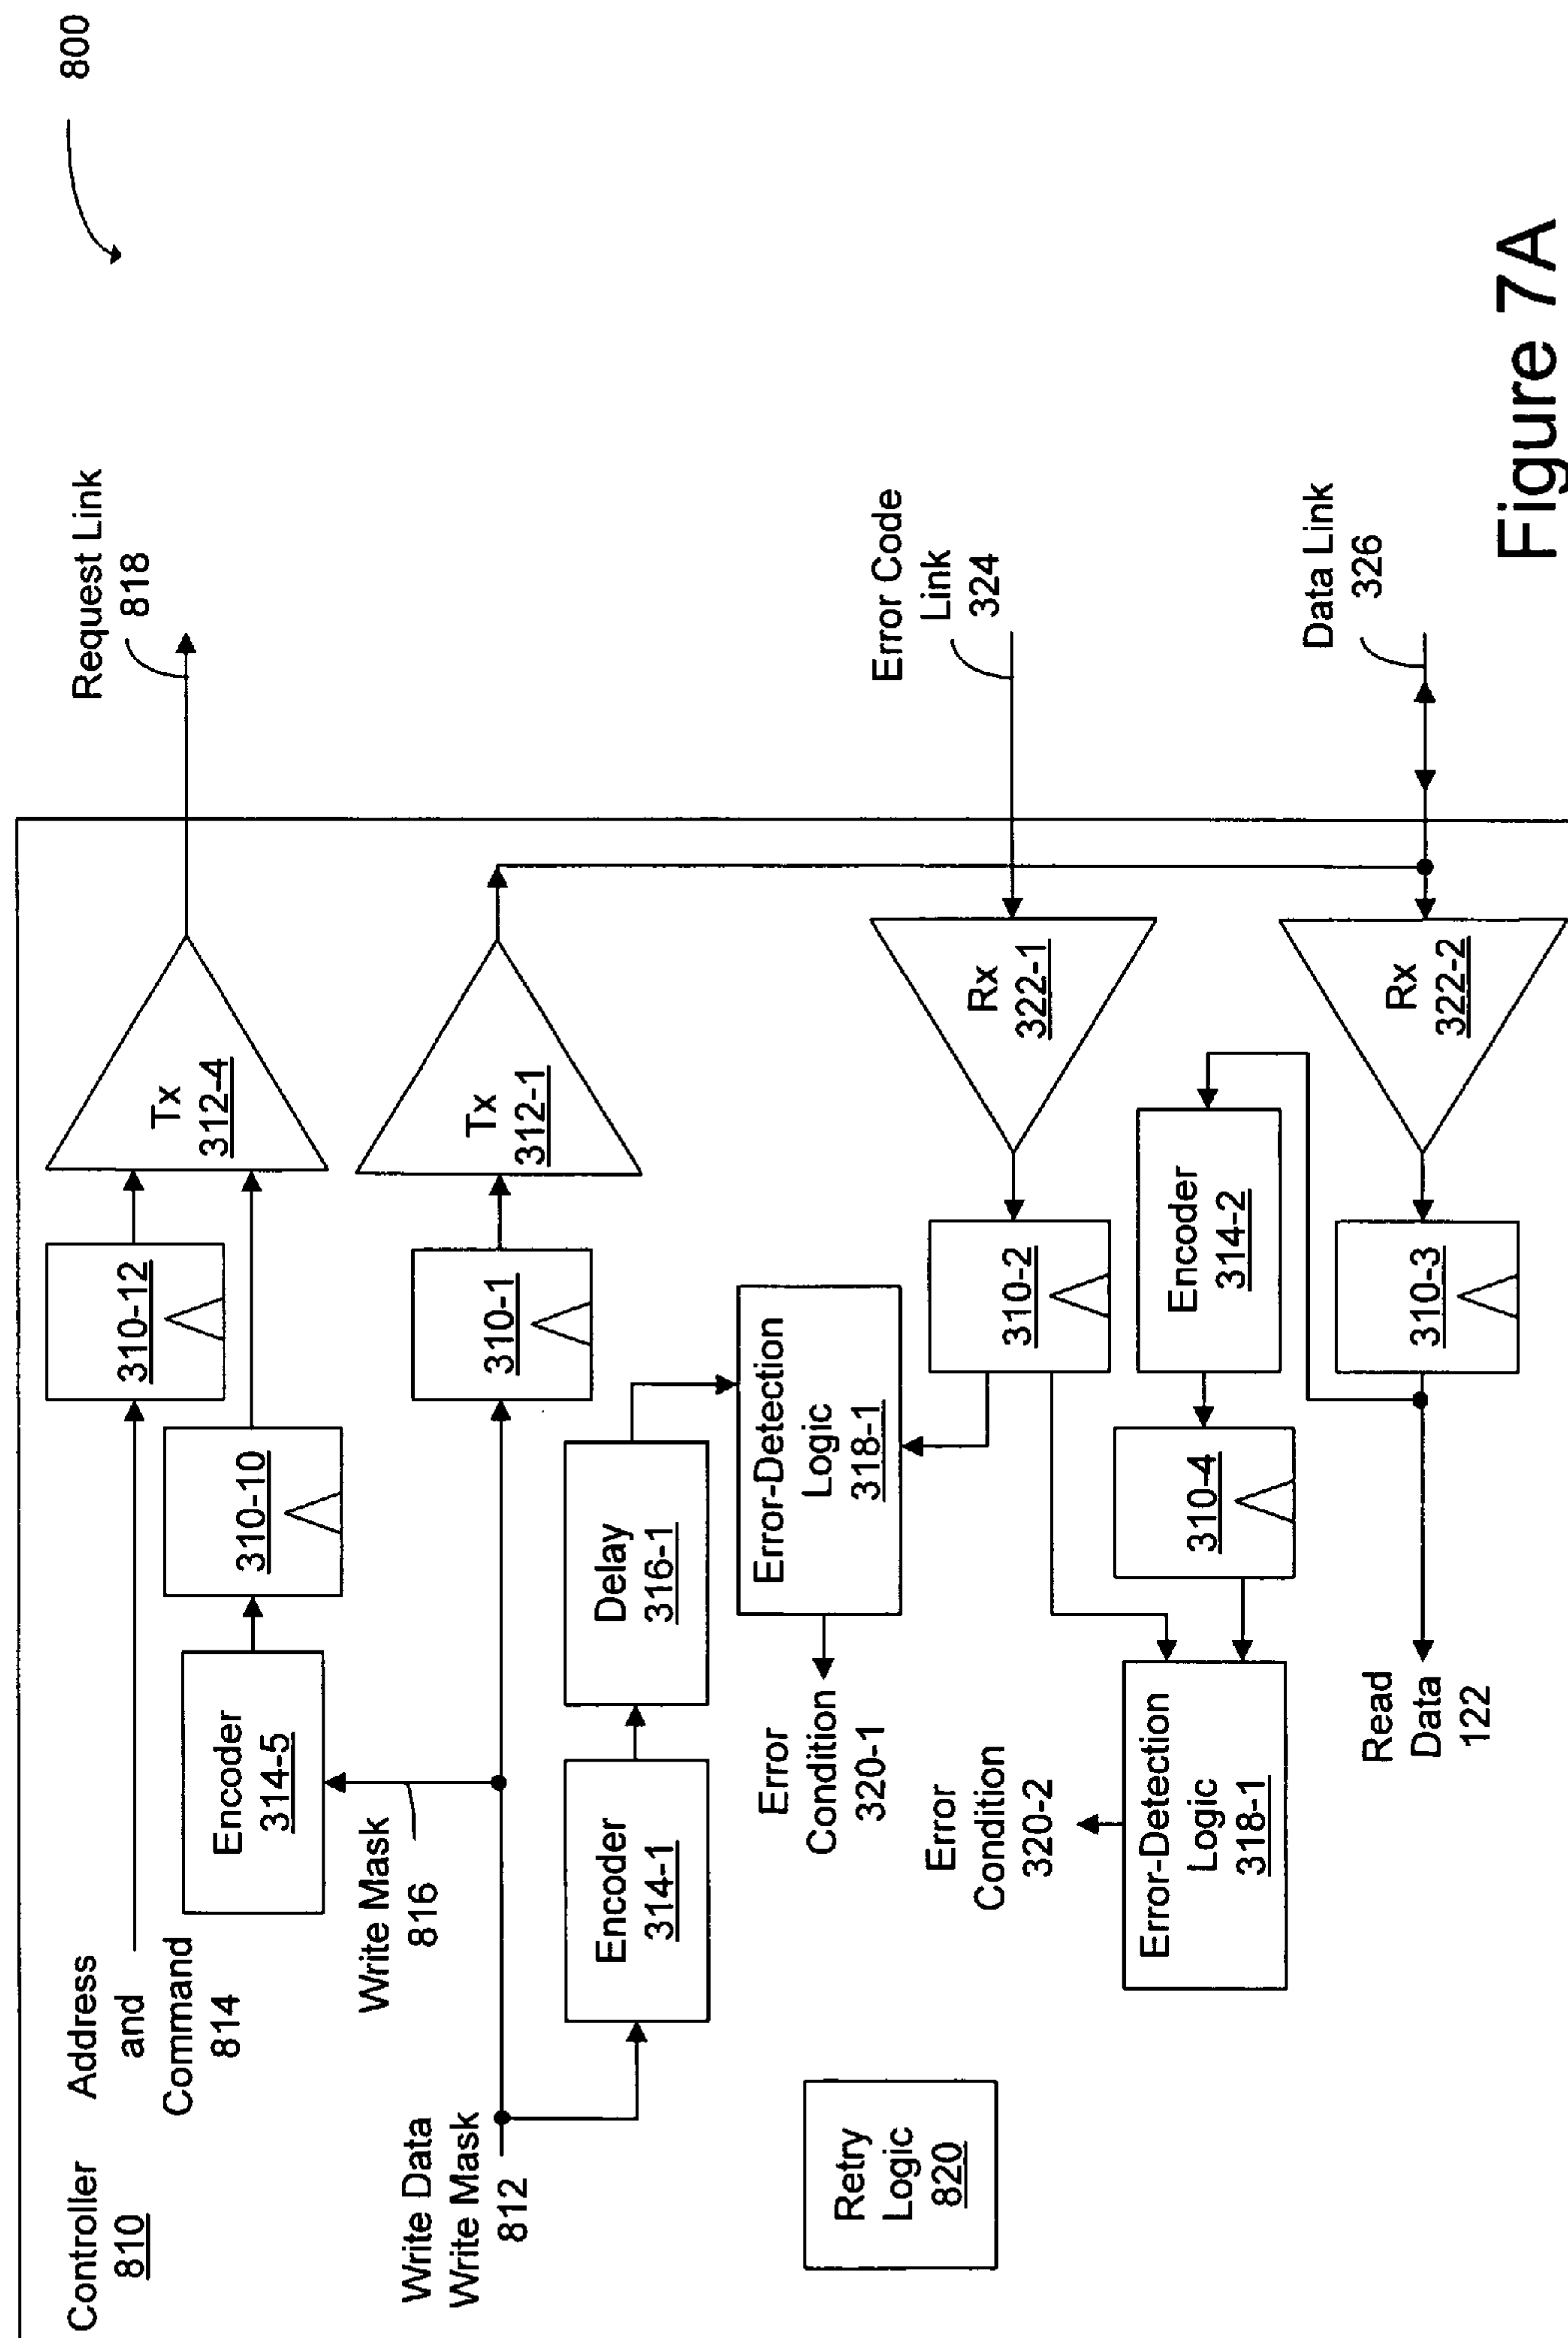 800
Controller
810
Address
and
Command
814
Encoder
314-5
310-10
310-12
Tx
312-4
Request Link
818
Write Mask
816
Write Data
Write Mask
812
310-1
Tx
312-1
Encoder
314-1
Delay
316-1
Error-Detection
Logic
318-1
Error
Condition
320-1
Retry
Logic
820
310-2
Rx
322-1
Error Code
Link
324
Error
Condition
320-2
Error-Detection
Logic
318-1
310-4
Encoder
314-2
Read
Data
122
310-3
Rx
322-2
Data Link
326
Figure 7A